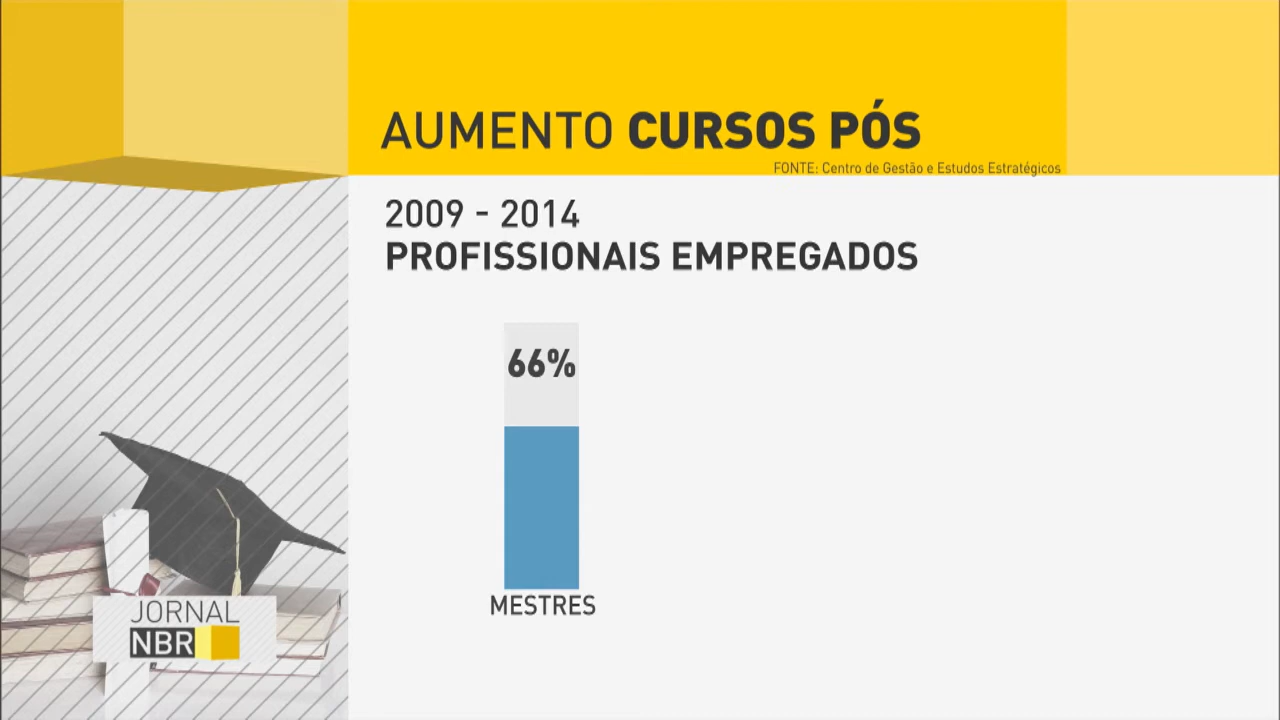 AUMENTO CURSOS PÓS
FONTE: Centro de Gestão e Estudos Estratégicos
2009 - 2014
PROFISSIONAIS EMPREGADOS
66%
MESTRES
JORNAL
NBR